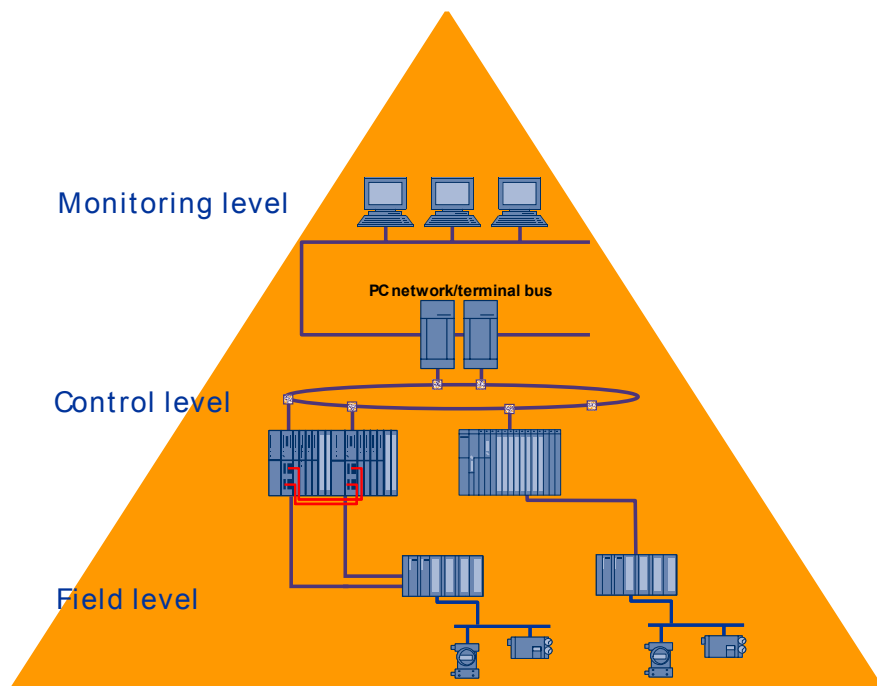 Monitoring level
PC network/terminal bus
Control level
Field level